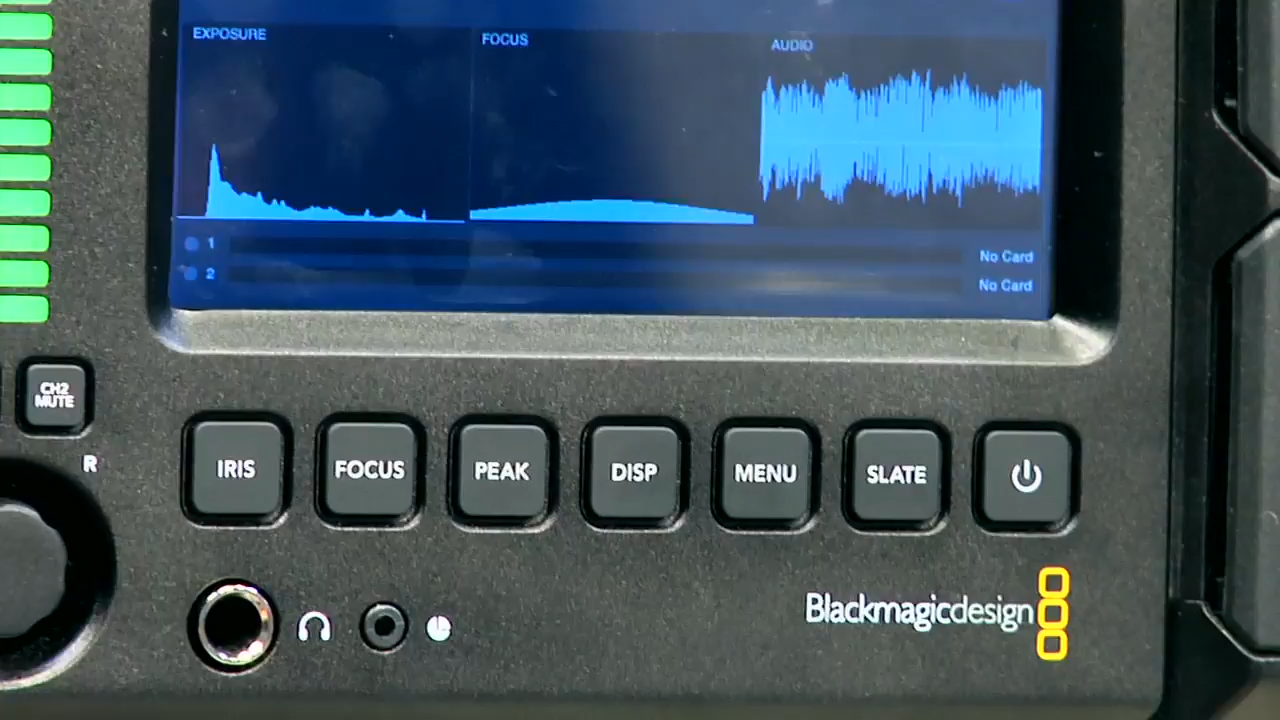 EXPOSURE
FOCUS
AUDIO
1
No Card
2
No Card
CH2
MUTE
R
IRIS
FOCUS
PEAK
DISP
MENU
SLATE
Blackmagicdesign